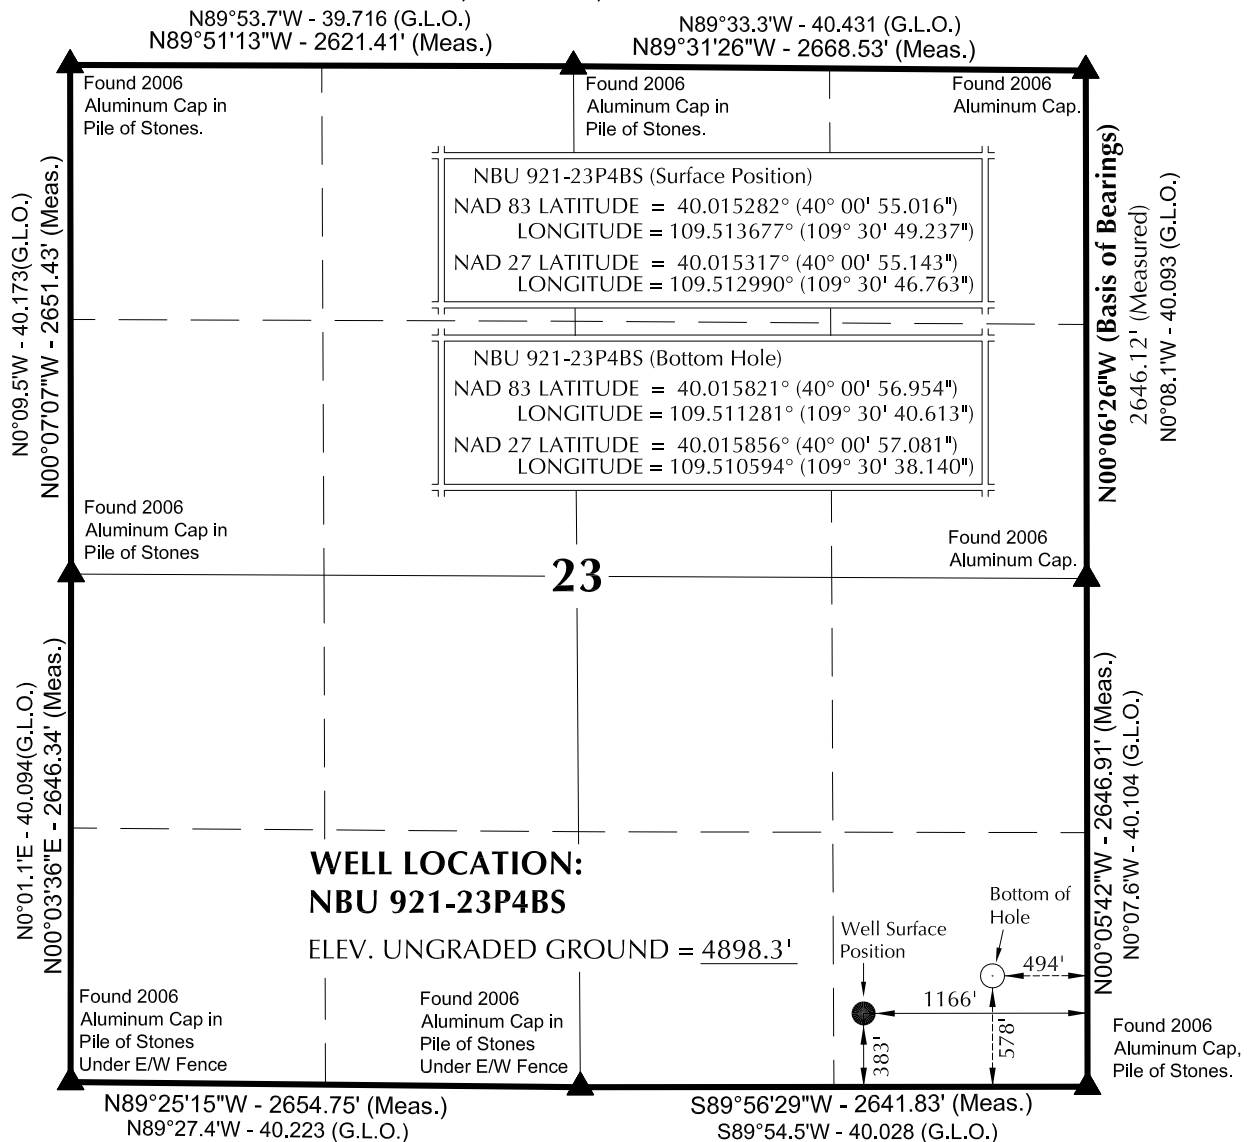 N89°53.7'W - 39.716 (G.L.O.)
N89°51'13"W - 2621.41' (Meas.)
N89°33.3'W - 40.431 (G.L.O.)
N89°31'26"W - 2668.53' (Meas.)
Found 2006
Aluminum Cap in
Pile of Stones.
Found 2006
Aluminum Cap in
Pile of Stones.
Found 2006
Aluminum Cap.
N0°09.5'W - 40.173(G.L.O.)
N00°07'07"W - 2651.43' (Meas.)
NBU 921-23P4BS (Surface Position)
NAD 83 LATITUDE = 40.015282° (40° 00' 55.016")
LONGITUDE = 109.513677° (109° 30' 49.237")
NAD 27 LATITUDE = 40.015317° (40° 00' 55.143")
LONGITUDE = 109.512990° (109° 30' 46.763")
NBU 921-23P4BS (Bottom Hole)
NAD 83 LATITUDE = 40.015821° (40° 00' 56.954")
LONGITUDE = 109.511281° (109° 30' 40.613")
NAD 27 LATITUDE = 40.015856° (40° 00' 57.081")
LONGITUDE = 109.510594° (109° 30' 38.140")
N00°06'26"W (Basis of Bearings)
2646.12' (Measured)
N0°08.1'W - 40.093 (G.L.O.)
Found 2006
Aluminum Cap in
Pile of Stones
Found 2006
Aluminum Cap.
23
N0°01.1'E - 40.094(G.L.O.)
N00°03'36"E - 2646.34' (Meas.)
N00°05'42"W - 2646.91' (Meas.)
N0°07.6'W - 40.104 (G.L.O.)
WELL LOCATION:
NBU 921-23P4BS
ELEV. UNGRADED GROUND = 4898.3'
Well Surface
Position
Bottom of
Hole
494'
1166'
383'
578'
Found 2006
Aluminum Cap in
Pile of Stones
Under E/W Fence
Found 2006
Aluminum Cap in
Pile of Stones
Under E/W Fence
Found 2006
Aluminum Cap,
Pile of Stones.
N89°25'15"W - 2654.75' (Meas.)
N89°27.4'W - 40.223 (G.L.O.)
S89°56'29"W - 2641.83' (Meas.)
S89°54.5'W - 40.028 (G.L.O.)